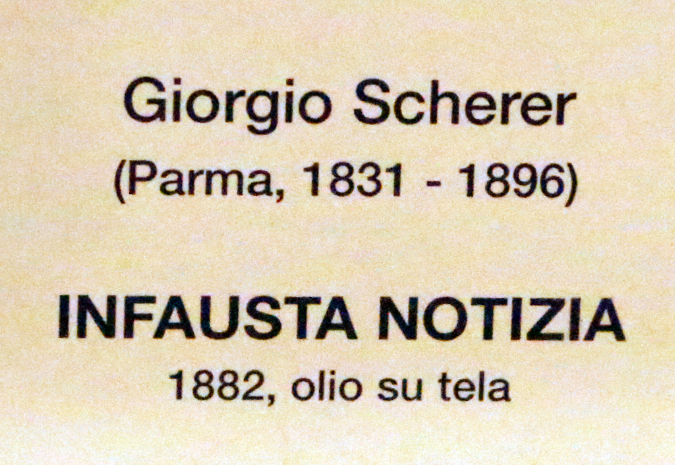 Giorgio Scherer
(Parma, 1831 - 1896)
INFAUSTA NOTIZIA
1882, olio su tela